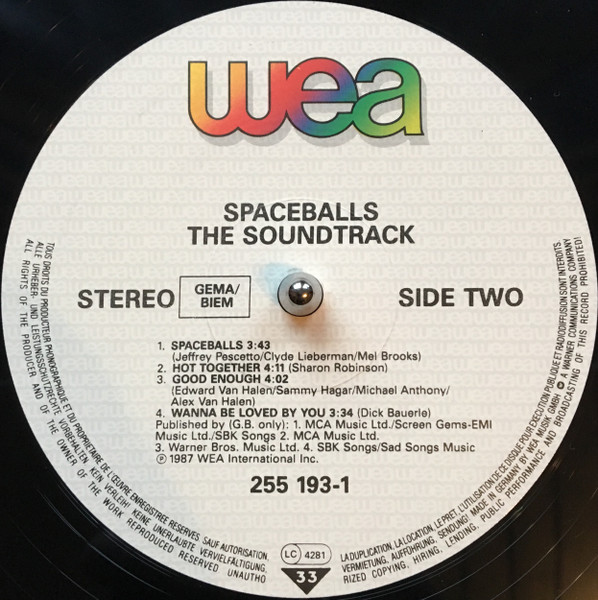 wea
SPACEBALLS
THE SOUNDTRACK
STEREO
GEMA/
BIEM
SIDE TWO
1. SPACEBALLS 3:43
(Jeffrey Pescetto/Clyde Lieberman/Mel Brooks)
2. HOT TOGETHER 4:11 (Sharon Robinson)
3. GOOD ENOUGH 4:02
(Edward Van Halen/Sammy Hagar/Michael Anthony/
Alex Van Halen)
4. WANNA BE LOVED BY YOU 3:34 (Dick Bauerle)
Published by (G.B. only): 1. MCA Music Ltd./Screen Gems-EMI
Music Ltd./SBK Songs 2. MCA Music Ltd.
3. Warner Bros. Music Ltd. 4. SBK Songs/Sad Songs Music
Ⓟ 1987 WEA International Inc.
255 193-1
TOUS DROITS DU PRODUCTEUR PHONOGRAPHIQUE ET DU PROPRIETAIRE DE L'ŒUVRE ENREGISTREE RESERVES SAUF AUTORISATION,
LA DUPLICATION, LA LOCATION, LE PRET, L'UTILISATION DE CE DISQUE POUR EXECUTION PUBLIQUE ET RADIODIFFUSION SONT INTERDITS.
ALLE URHEBER- UND LEISTUNGSSCHUTZRECHTE VORBEHALTEN. KEIN VERLEIH! KEINE UNERLAUBTE VERVIELFÄLTIGUNG,
VERMIETUNG, AUFFÜHRUNG, SENDUNG! MADE IN GERMANY BY WEA MUSIK GMBH · A WARNER COMMUNICATIONS COMPANY
ALL RIGHTS OF THE PRODUCER AND OF THE OWNER OF THE WORK REPRODUCED RESERVED UNAUTHO
RIZED COPYING, HIRING, LENDING, PUBLIC PERFORMANCE AND BROADCASTING OF THIS RECORD PROHIBITED!
LC 4281
33